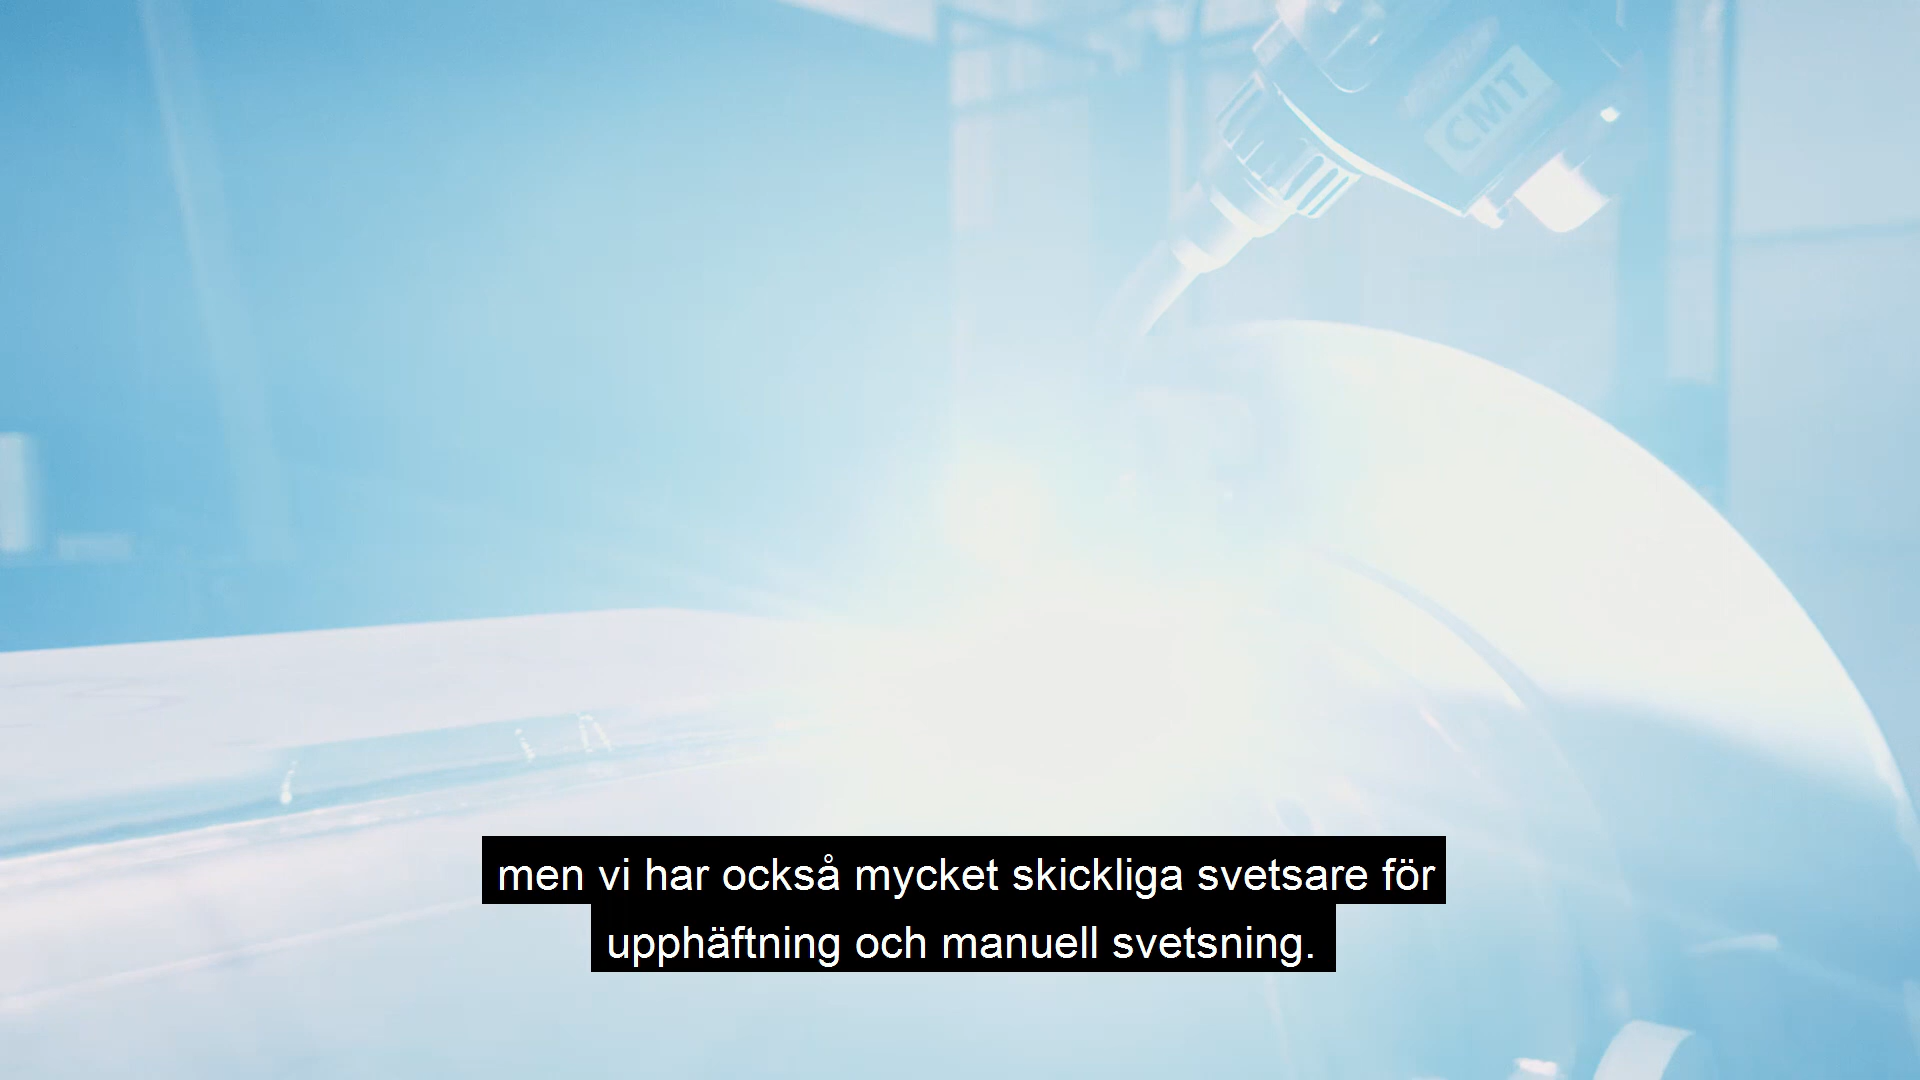 CMT
men vi har också mycket skickliga svetsare för
upphäftning och manuell svetsning.